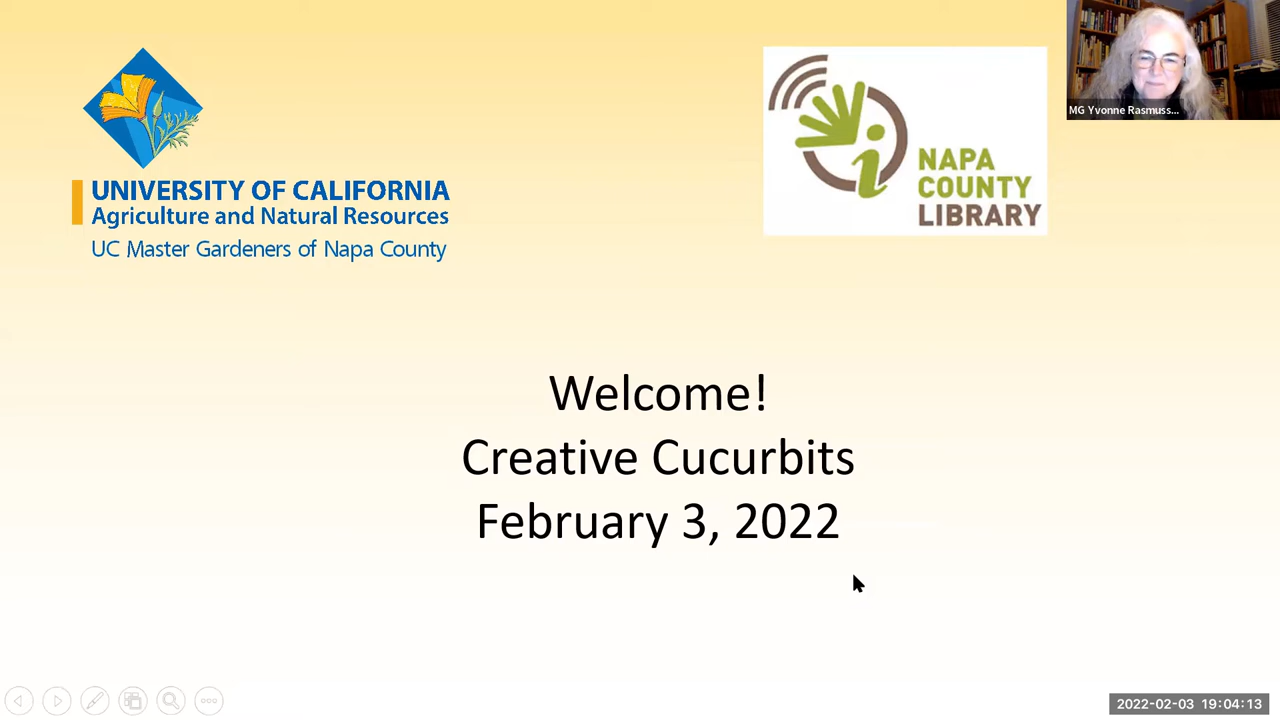 UNIVERSITY OF CALIFORNIA
Agriculture and Natural Resources
UC Master Gardeners of Napa County
NAPA
COUNTY
LIBRARY
MG Yvonne Rasmuss...
Welcome!
Creative Cucurbits
February 3, 2022
2022-02-03 19:04:13